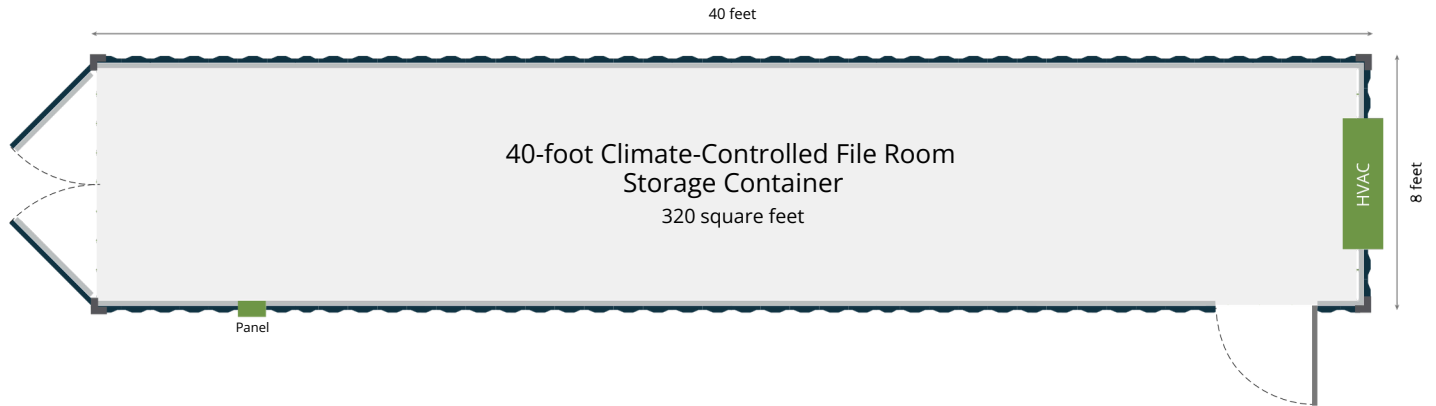 40 feet
40-foot Climate-Controlled File Room
Storage Container
320 square feet
HVAC
8 feet
Panel